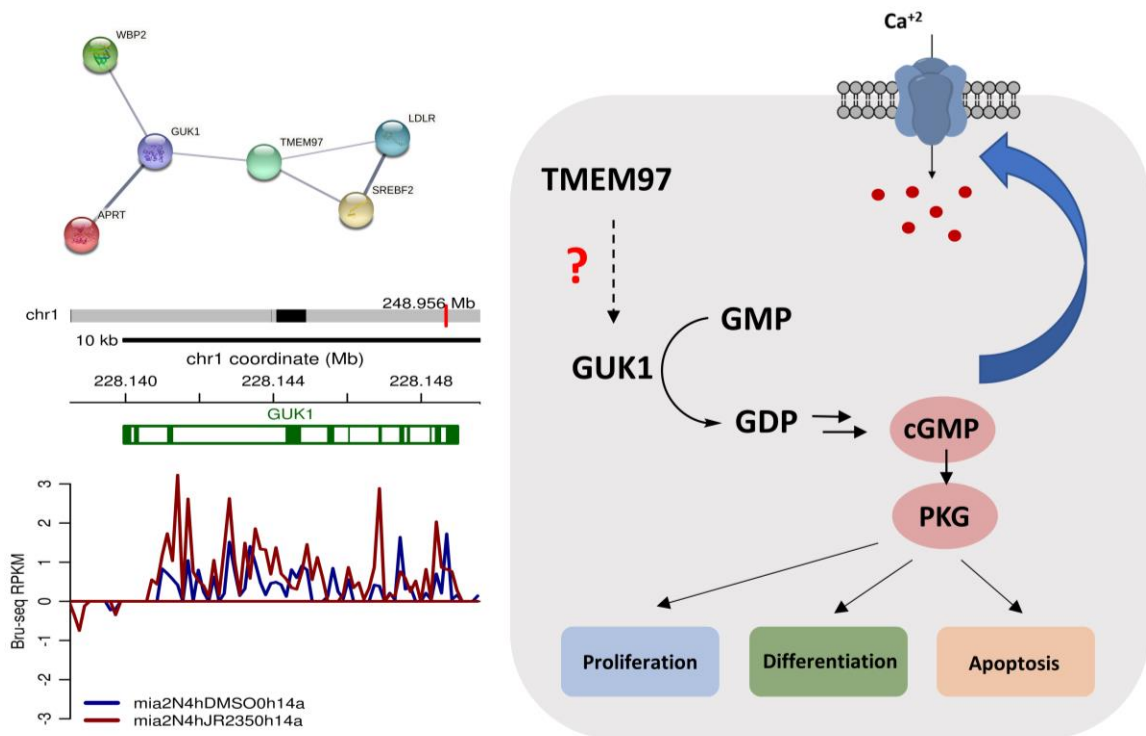 WBP2
GUK1
TMEM97
LDLR
SREBF2
APRT
248.956 Mb
chr1
10 kb
chr1 coordinate (Mb)
228.140 228.144 228.148
GUK1
3
2
1
0
-1
-2
-3
Bru-seq RPKM
mia2N4hDMSO0h14a
mia2N4hJR2350h14a
Ca+2
TMEM97
?
GMP
GUK1
GDP
cGMP
PKG
Proliferation
Differentiation
Apoptosis